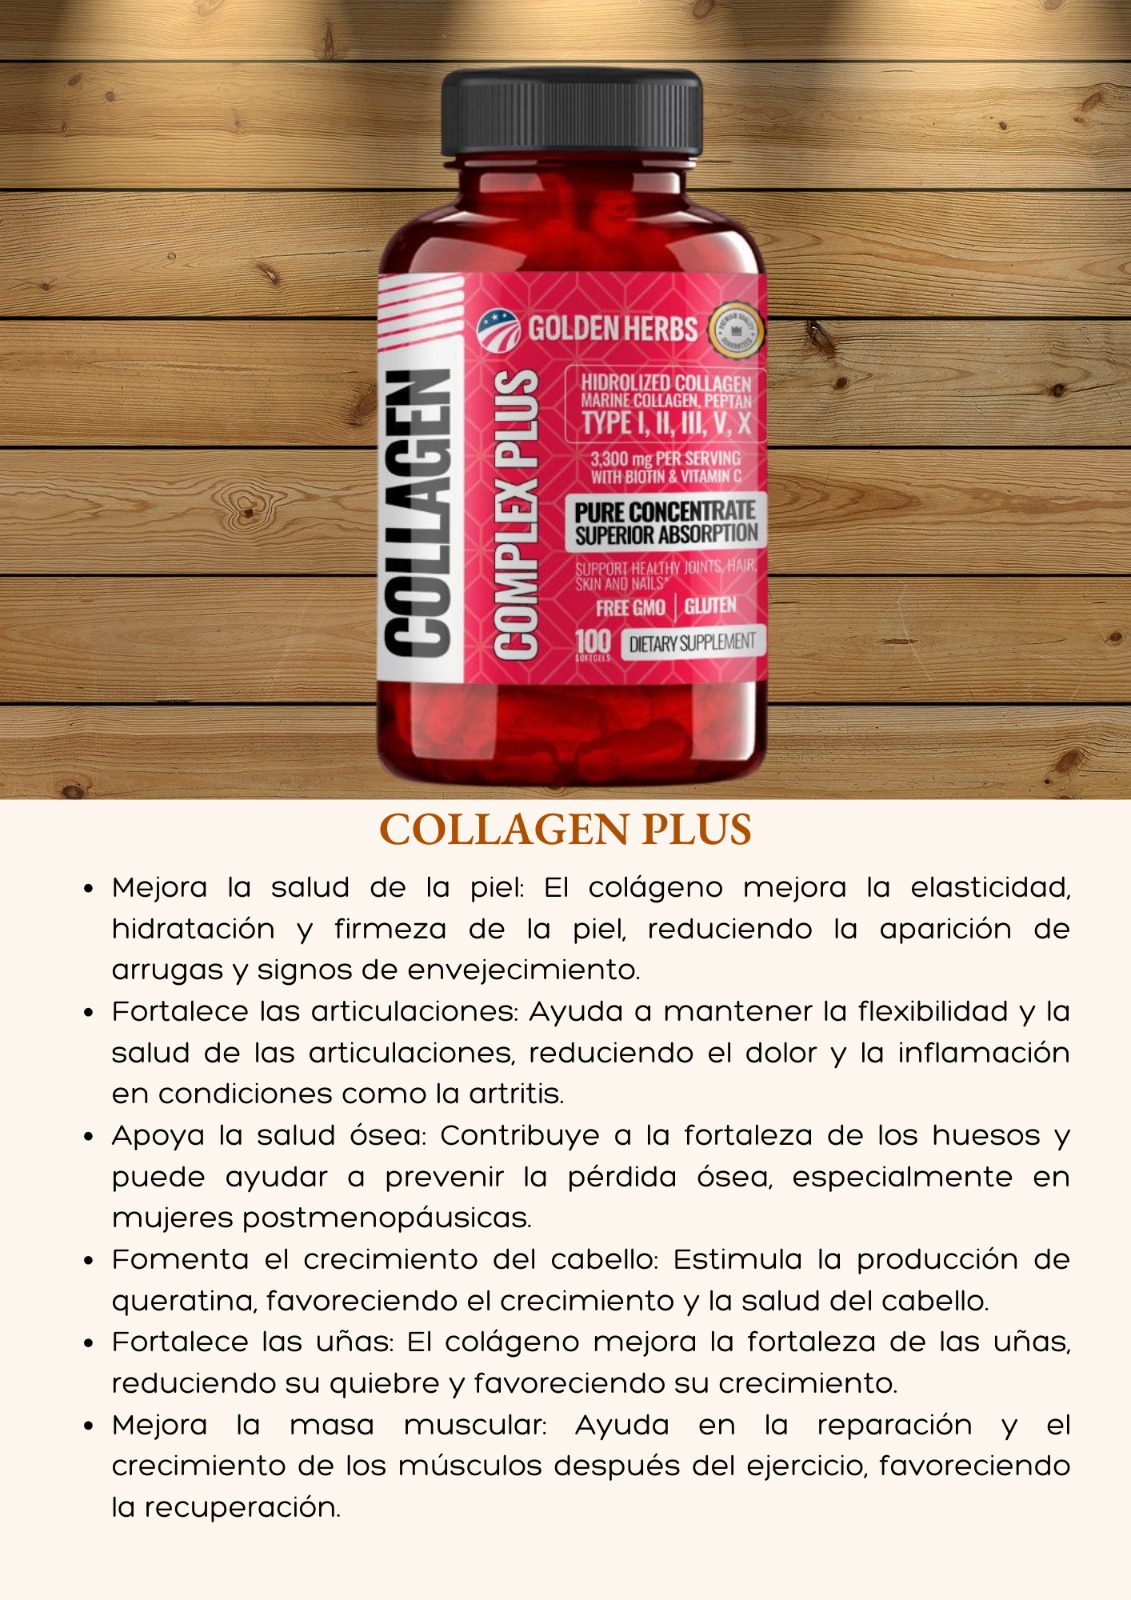 GOLDEN HERBS
COLLAGEN
COMPLEX PLUS
HIDROLIZED COLLAGEN
MARINE COLLAGEN, PEPTAN
TYPE I, II, III, V, X
3,300 mg PER SERVING
WITH BIOTIN & VITAMIN C
PURE CONCENTRATE
SUPERIOR ABSORPTION
SUPPORT HEALTHY JOINTS, HAIR,
SKIN AND NAILS*
FREE GMO | GLUTEN
100 DIETARY SUPPLEMENT
SOFTGELS
PREMIUM QUALITY
GUARANTEED
COLLAGEN PLUS
• Mejora la salud de la piel: El colágeno mejora la elasticidad,
hidratación y firmeza de la piel, reduciendo la aparición de
arrugas y signos de envejecimiento.
• Fortalece las articulaciones: Ayuda a mantener la flexibilidad y la
salud de las articulaciones, reduciendo el dolor y la inflamación
en condiciones como la artritis.
• Apoya la salud ósea: Contribuye a la fortaleza de los huesos y
puede ayudar a prevenir la pérdida ósea, especialmente en
mujeres postmenopáusicas.
• Fomenta el crecimiento del cabello: Estimula la producción de
queratina, favoreciendo el crecimiento y la salud del cabello.
• Fortalece las uñas: El colágeno mejora la fortaleza de las uñas,
reduciendo su quiebre y favoreciendo su crecimiento.
• Mejora la masa muscular: Ayuda en la reparación y el
crecimiento de los músculos después del ejercicio, favoreciendo
la recuperación.